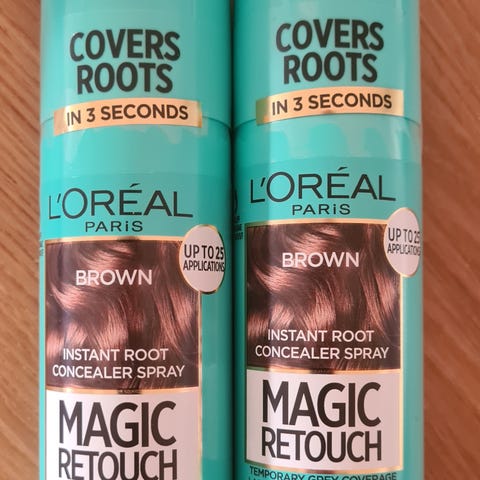 COVERS
ROOTS
IN 3 SECONDS
L'ORÉAL
PARIS
UP TO 25
APPLICATIONS
BROWN
INSTANT ROOT
CONCEALER SPRAY
MAGIC
RETOUCH
COVERS
ROOTS
IN 3 SECONDS
L'ORÉAL
PARIS
UP TO 25
APPLICATIONS
BROWN
INSTANT ROOT
CONCEALER SPRAY
MAGIC
RETOUCH
TEMPORARY GREY COVERAGE